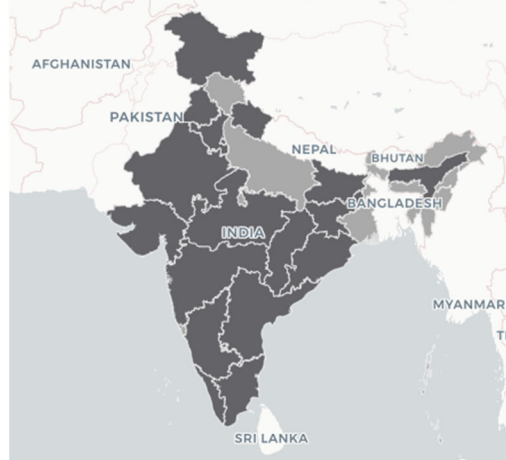 AFGHANISTAN
PAKISTAN
NEPAL
BHUTAN
BANGLADESH
INDIA
MYANMAR
SRI LANKA